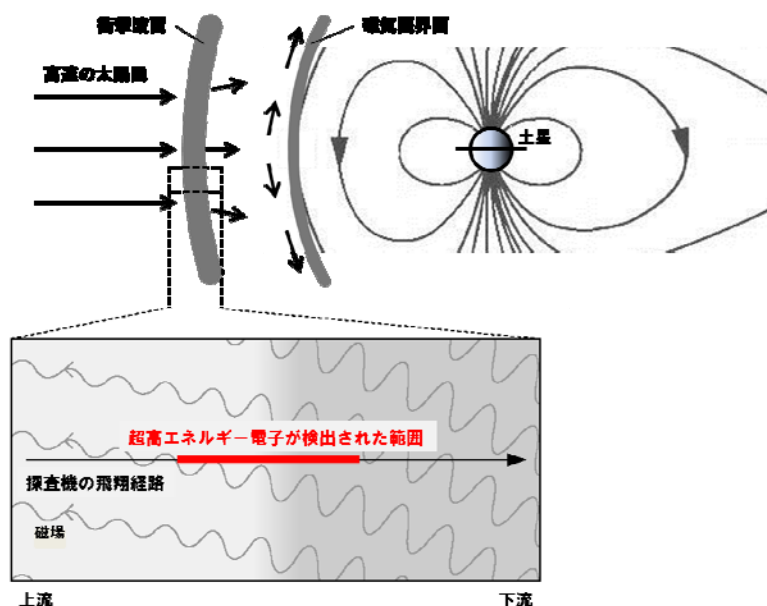 衝撃波面
磁気圏界面
高速の太陽風
土星
超高エネルギー電子が検出された範囲
探査機の飛翔経路
磁場
上流
下流